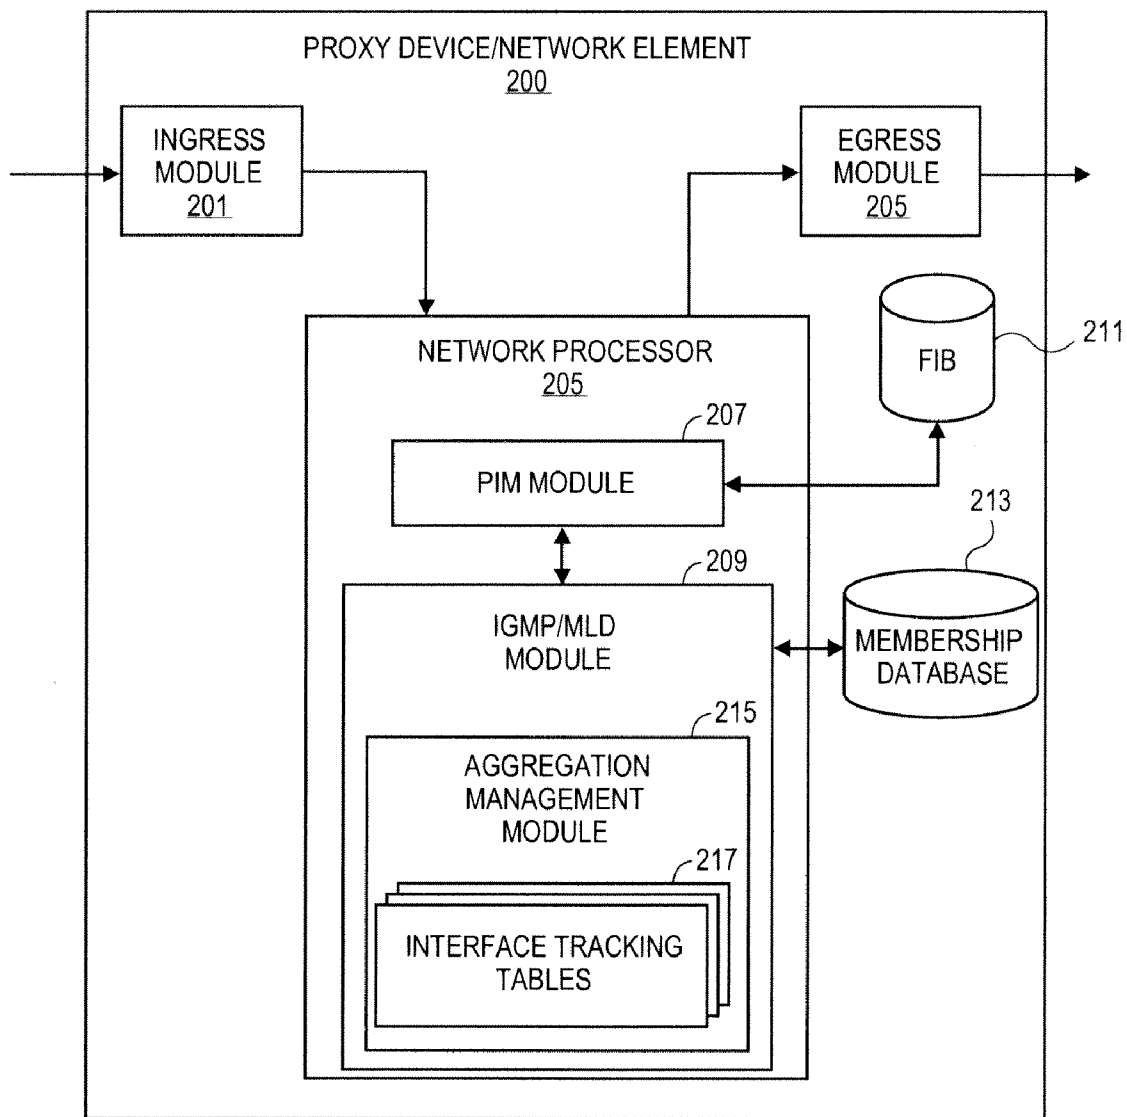 PROXY DEVICE/NETWORK ELEMENT
200
INGRESS
MODULE
201
EGRESS
MODULE
205
FIB
211
NETWORK PROCESSOR
205
207
PIM MODULE
213
209
IGMP/MLD
MODULE
MEMBERSHIP
DATABASE
215
AGGREGATION
MANAGEMENT
MODULE
217
INTERFACE TRACKING
TABLES